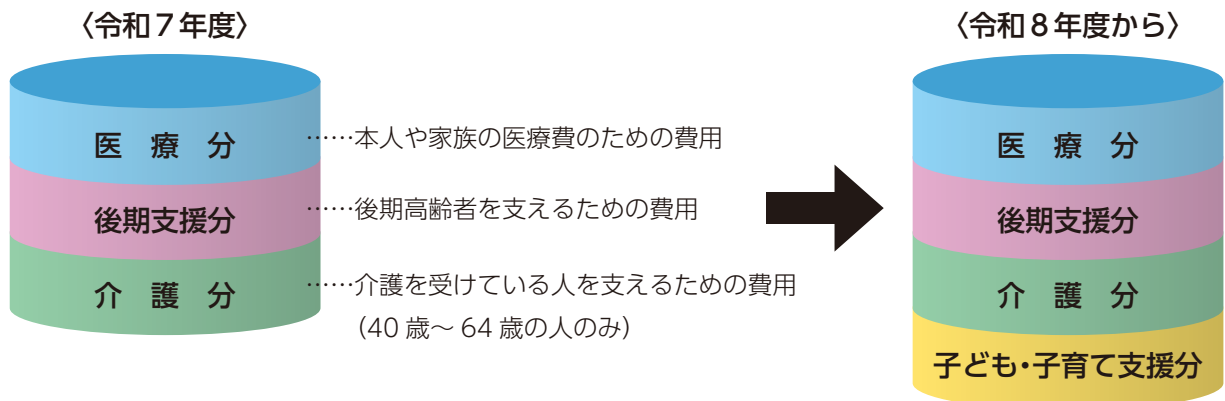 〈令和７年度〉
医　療　分
……本人や家族の医療費のための費用
後期支援分
……後期高齢者を支えるための費用
介　護　分
……介護を受けている人を支えるための費用
（40 歳～ 64 歳の人のみ）
〈令和８年度から〉
医　療　分
後期支援分
介　護　分
子ども・子育て支援分